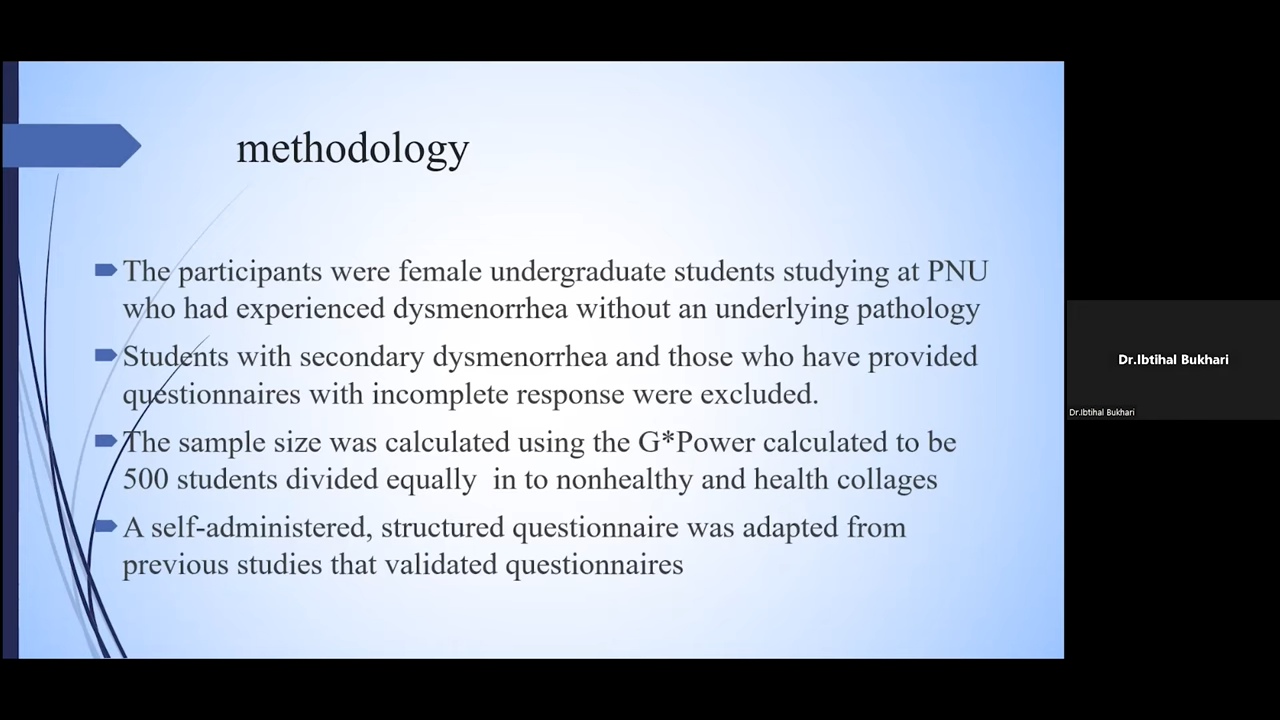 methodology
The participants were female undergraduate students studying at PNU
who had experienced dysmenorrhea without an underlying pathology
Students with secondary dysmenorrhea and those who have provided
questionnaires with incomplete response were excluded.
The sample size was calculated using the G*Power calculated to be
500 students divided equally  in to nonhealthy and health collages
A self-administered, structured questionnaire was adapted from
previous studies that validated questionnaires
Dr.Ibtihal Bukhari
Dr.Ibtihal Bukhari